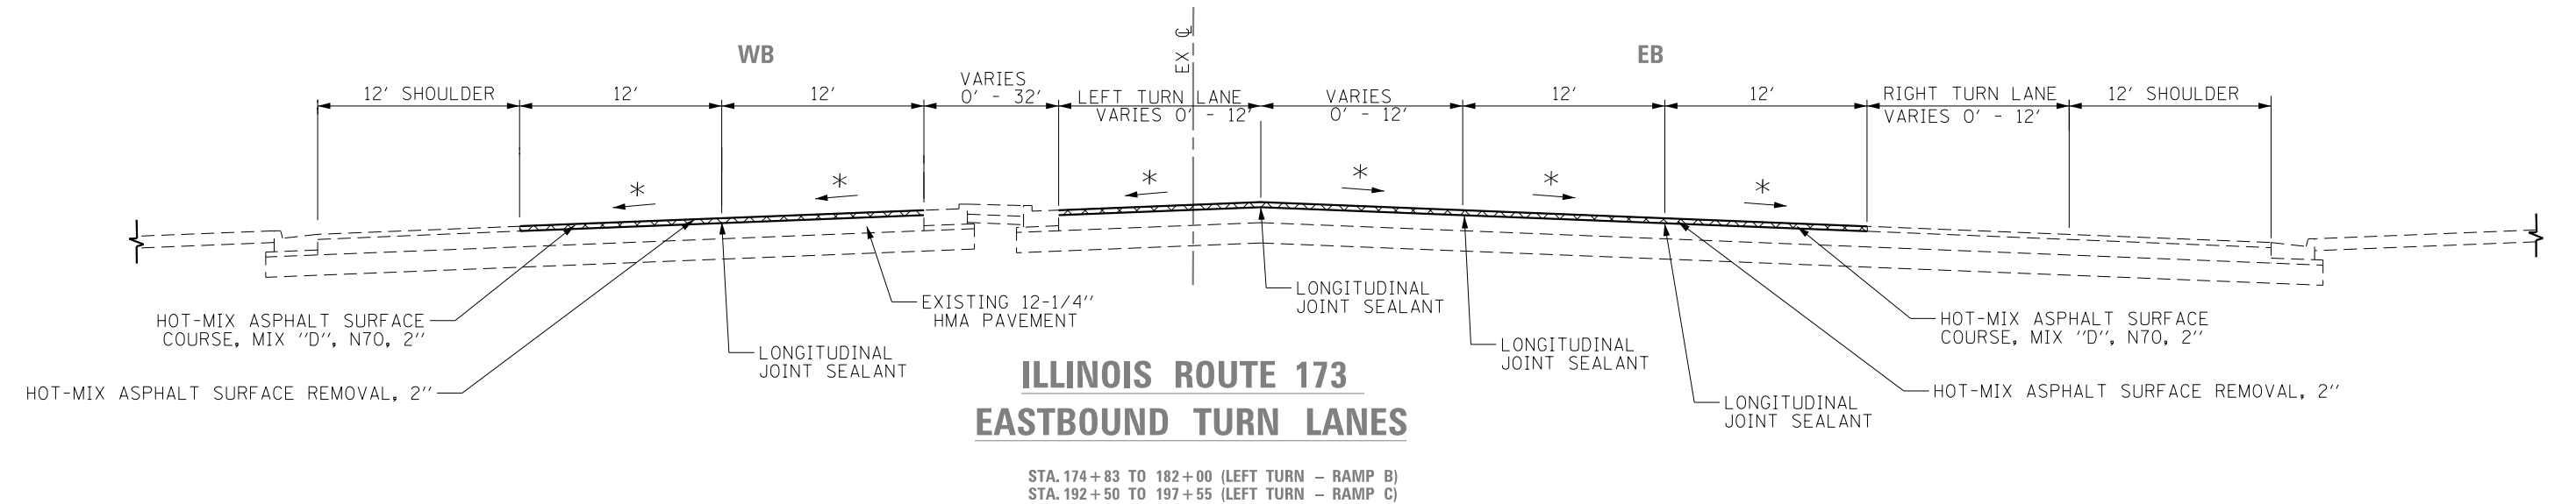 WB
EX ℄
EB
12' SHOULDER
12'
12'
VARIES
0' - 32'
LEFT TURN LANE
VARIES 0' - 12'
VARIES
0' - 12'
12'
12'
RIGHT TURN LANE
VARIES 0' - 12'
12' SHOULDER
*
*
*
*
*
*
HOT-MIX ASPHALT SURFACE
COURSE, MIX "D", N70, 2"
HOT-MIX ASPHALT SURFACE REMOVAL, 2"
LONGITUDINAL
JOINT SEALANT
EXISTING 12-1/4"
HMA PAVEMENT
LONGITUDINAL
JOINT SEALANT
LONGITUDINAL
JOINT SEALANT
LONGITUDINAL
JOINT SEALANT
HOT-MIX ASPHALT SURFACE
COURSE, MIX "D", N70, 2"
HOT-MIX ASPHALT SURFACE REMOVAL, 2"
ILLINOIS ROUTE 173
EASTBOUND TURN LANES
STA. 174+83 TO 182+00 (LEFT TURN - RAMP B)
STA. 192+50 TO 197+55 (LEFT TURN - RAMP C)